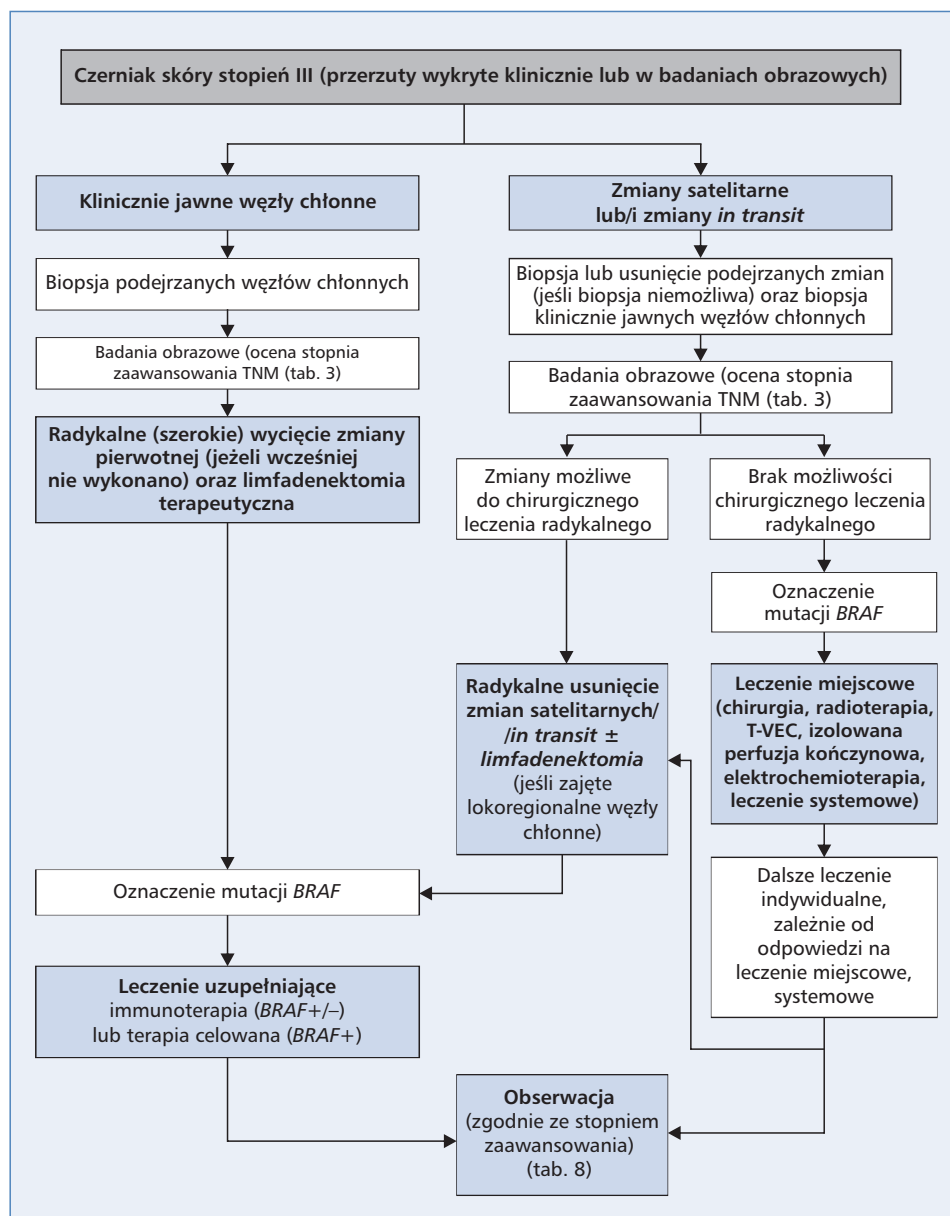 Czerniak skóry stopień III (przerzuty wykryte klinicznie lub w badaniach obrazowych)
Klinicznie jawne węzły chłonne
Biopsja podejrzanych węzłów chłonnych
Badania obrazowe (ocena stopnia
zaawansowania TNM (tab. 3)
Radykalne (szerokie) wycięcie zmiany
pierwotnej (jeżeli wcześniej
nie wykonano) oraz limfadenektomia
terapeutyczna
Zmiany satelitarne
lub/i zmiany in transit
Biopsja lub usunięcie podejrzanych zmian
(jeśli biopsja niemożliwa) oraz biopsja
klinicznie jawnych węzłów chłonnych
Badania obrazowe (ocena stopnia
zaawansowania TNM (tab. 3)
Zmiany możliwe
do chirurgicznego
leczenia radykalnego
Brak możliwości
chirurgicznego leczenia
radykalnego
Oznaczenie
mutacji BRAF
Radykalne usunięcie
zmian satelitarnych/
/in transit ±
limfadenektomia
(jeśli zajęte
lokoregionalne węzły
chłonne)
Leczenie miejscowe
(chirurgia, radioterapia,
T-VEC, izolowana
perfuzja kończynowa,
elektrochemioterapia,
leczenie systemowe)
Dalsze leczenie
indywidualne,
zależnie od
odpowiedzi na
leczenie miejscowe,
systemowe
Oznaczenie mutacji BRAF
Leczenie uzupełniające
immunoterapia (BRAF+/–)
lub terapia celowana (BRAF+)
Obserwacja
(zgodnie ze stopniem
zaawansowania)
(tab. 8)